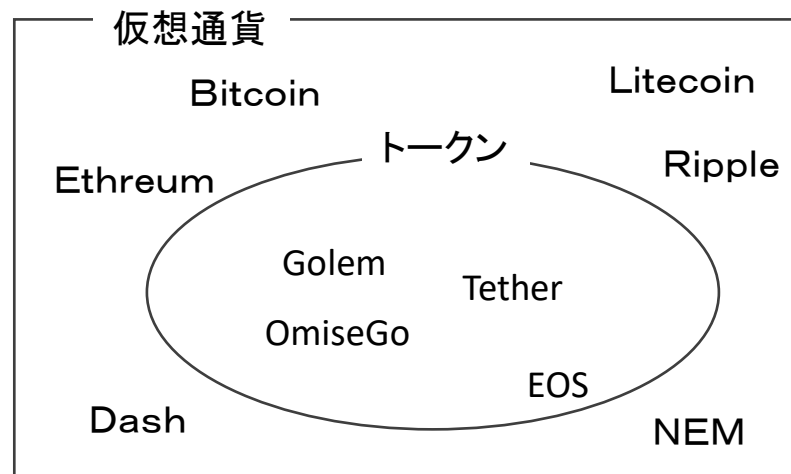 仮想通貨
Bitcoin
Litecoin
トークン
Ethreum
Ripple
Golem
Tether
OmiseGo
EOS
Dash
NEM